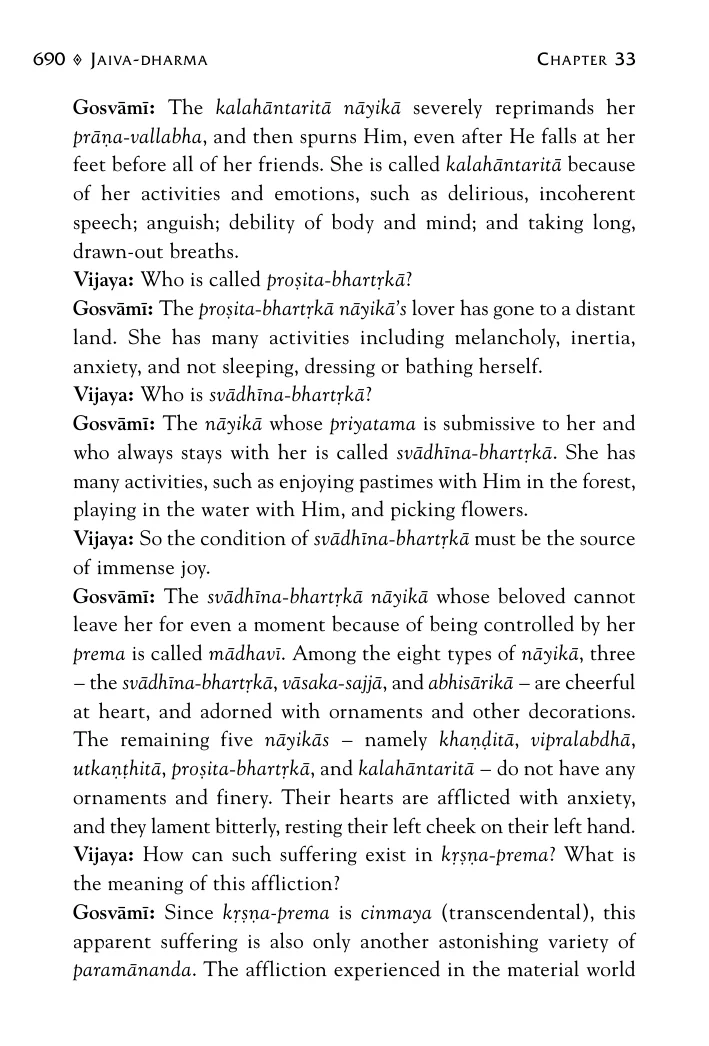 690 ◈ JAIVA-DHARMA CHAPTER 33
Gosvāmī: The kalahāntaritā nāyikā severely reprimands her
prāṇa-vallabha, and then spurns Him, even after He falls at her
feet before all of her friends. She is called kalahāntaritā because
of her activities and emotions, such as delirious, incoherent
speech; anguish; debility of body and mind; and taking long,
drawn-out breaths.
Vijaya: Who is called proṣita-bhartṛkā?
Gosvāmī: The proṣita-bhartṛkā nāyikā’s lover has gone to a distant
land. She has many activities including melancholy, inertia,
anxiety, and not sleeping, dressing or bathing herself.
Vijaya: Who is svādhīna-bhartṛkā?
Gosvāmī: The nāyikā whose priyatama is submissive to her and
who always stays with her is called svādhīna-bhartṛkā. She has
many activities, such as enjoying pastimes with Him in the forest,
playing in the water with Him, and picking flowers.
Vijaya: So the condition of svādhīna-bhartṛkā must be the source
of immense joy.
Gosvāmī: The svādhīna-bhartṛkā nāyikā whose beloved cannot
leave her for even a moment because of being controlled by her
prema is called mādhavī. Among the eight types of nāyikā, three
– the svādhīna-bhartṛkā, vāsaka-sajjā, and abhisārikā – are cheerful
at heart, and adorned with ornaments and other decorations.
The remaining five nāyikās – namely khaṇḍitā, vipralabdhā,
utkaṇṭhitā, proṣita-bhartṛkā, and kalahāntaritā – do not have any
ornaments and finery. Their hearts are afflicted with anxiety,
and they lament bitterly, resting their left cheek on their left hand.
Vijaya: How can such suffering exist in kṛṣṇa-prema? What is
the meaning of this affliction?
Gosvāmī: Since kṛṣṇa-prema is cinmaya (transcendental), this
apparent suffering is also only another astonishing variety of
paramānanda. The affliction experienced in the material world